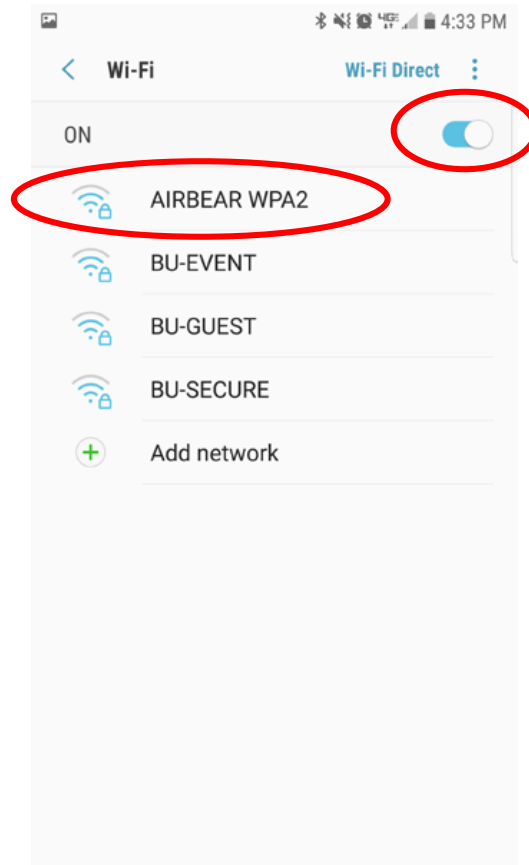 4G 4:33 PM
Wi-Fi Wi-Fi Direct
ON
AIRBEAR WPA2
BU-EVENT
BU-GUEST
BU-SECURE
Add network